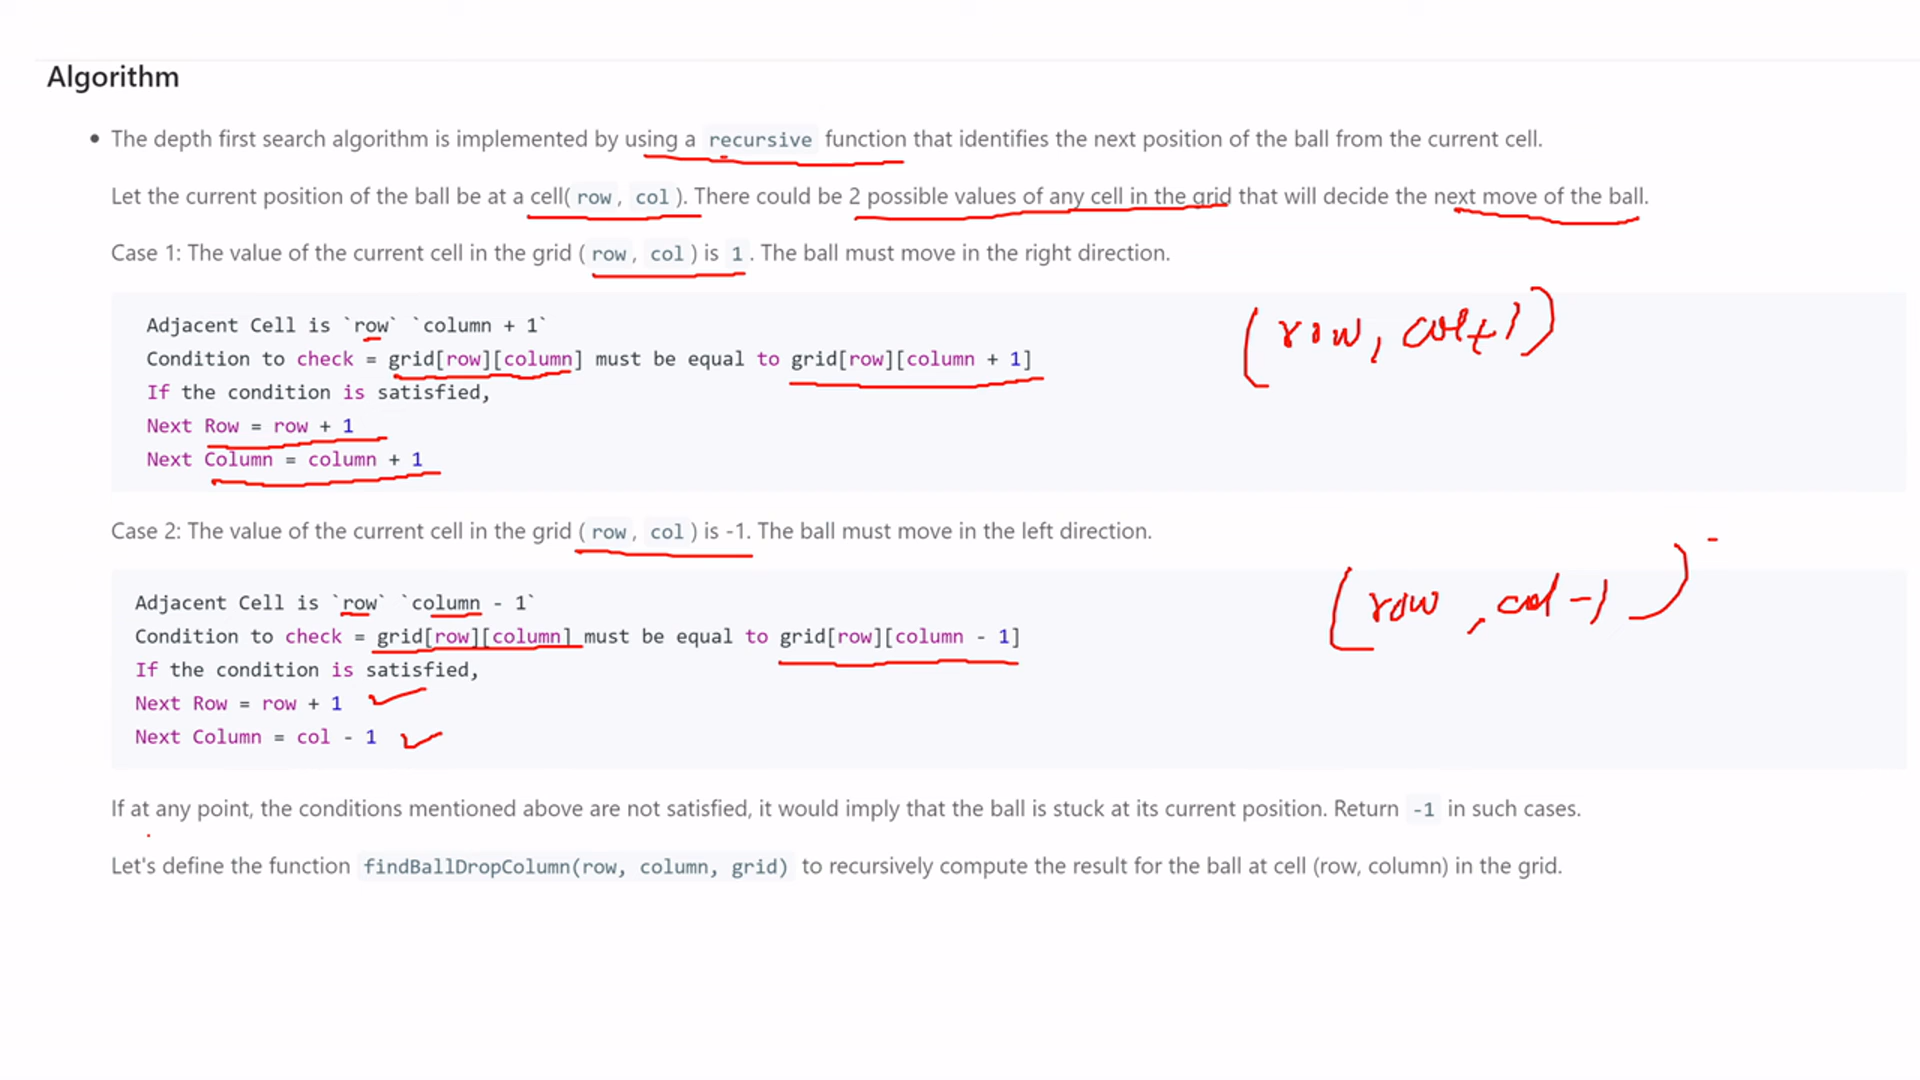 Algorithm
• The depth first search algorithm is implemented by using a recursive function that identifies the next position of the ball from the current cell.
Let the current position of the ball be at a cell(row, col). There could be 2 possible values of any cell in the grid that will decide the next move of the ball.
Case 1: The value of the current cell in the grid (row, col) is 1. The ball must move in the right direction.
Adjacent Cell is `row` `column + 1`
(row, col+1)
Condition to check = grid[row][column] must be equal to grid[row][column + 1]
If the condition is satisfied,
Next Row = row + 1
Next Column = column + 1
Case 2: The value of the current cell in the grid (row, col) is -1. The ball must move in the left direction.
Adjacent Cell is `row` `column - 1`
(row, col-1)
Condition to check = grid[row][column] must be equal to grid[row][column - 1]
If the condition is satisfied,
Next Row = row + 1
Next Column = col - 1
If at any point, the conditions mentioned above are not satisfied, it would imply that the ball is stuck at its current position. Return -1 in such cases.
Let's define the function findBallDropColumn(row, column, grid) to recursively compute the result for the ball at cell (row, column) in the grid.